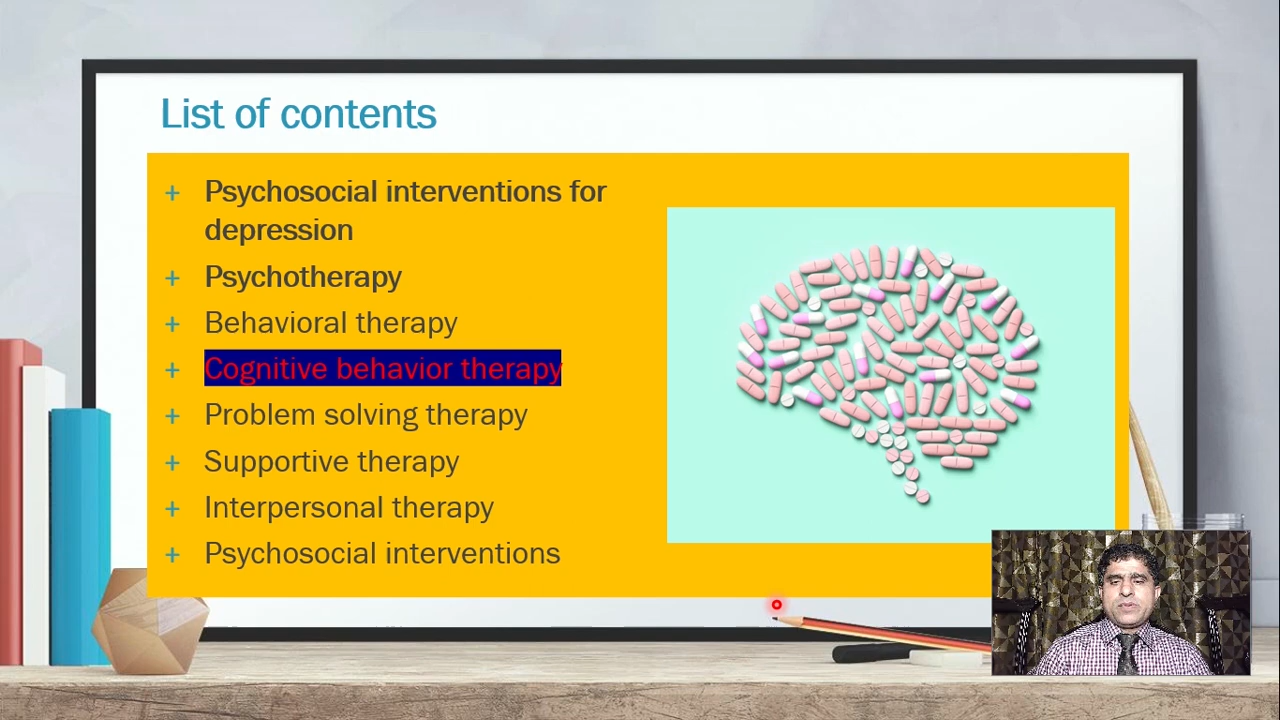 List of contents
+ Psychosocial interventions for
depression
+ Psychotherapy
+ Behavioral therapy
+ Cognitive behavior therapy
+ Problem solving therapy
+ Supportive therapy
+ Interpersonal therapy
+ Psychosocial interventions